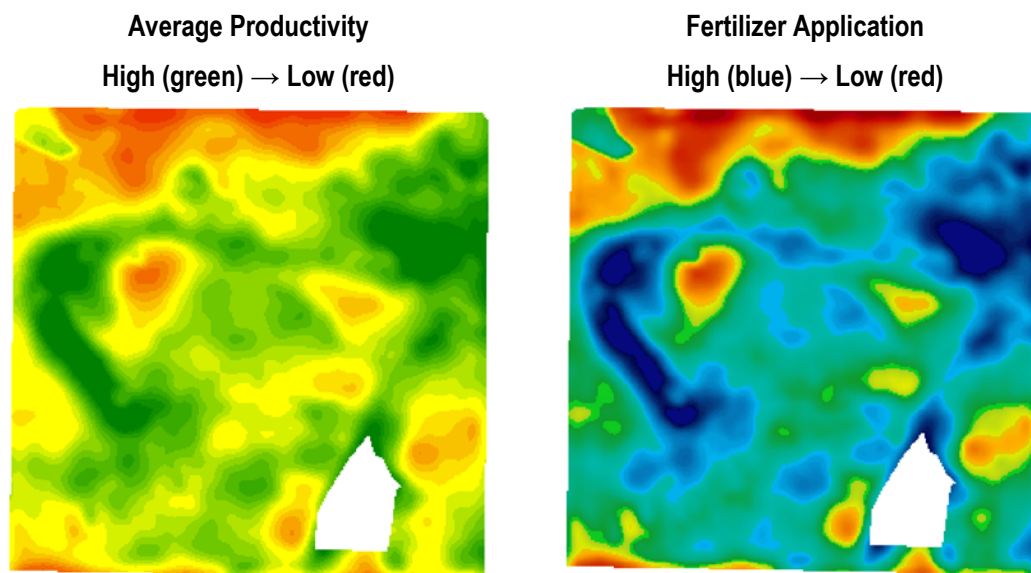 Average Productivity
High (green) → Low (red)
Fertilizer Application
High (blue) → Low (red)